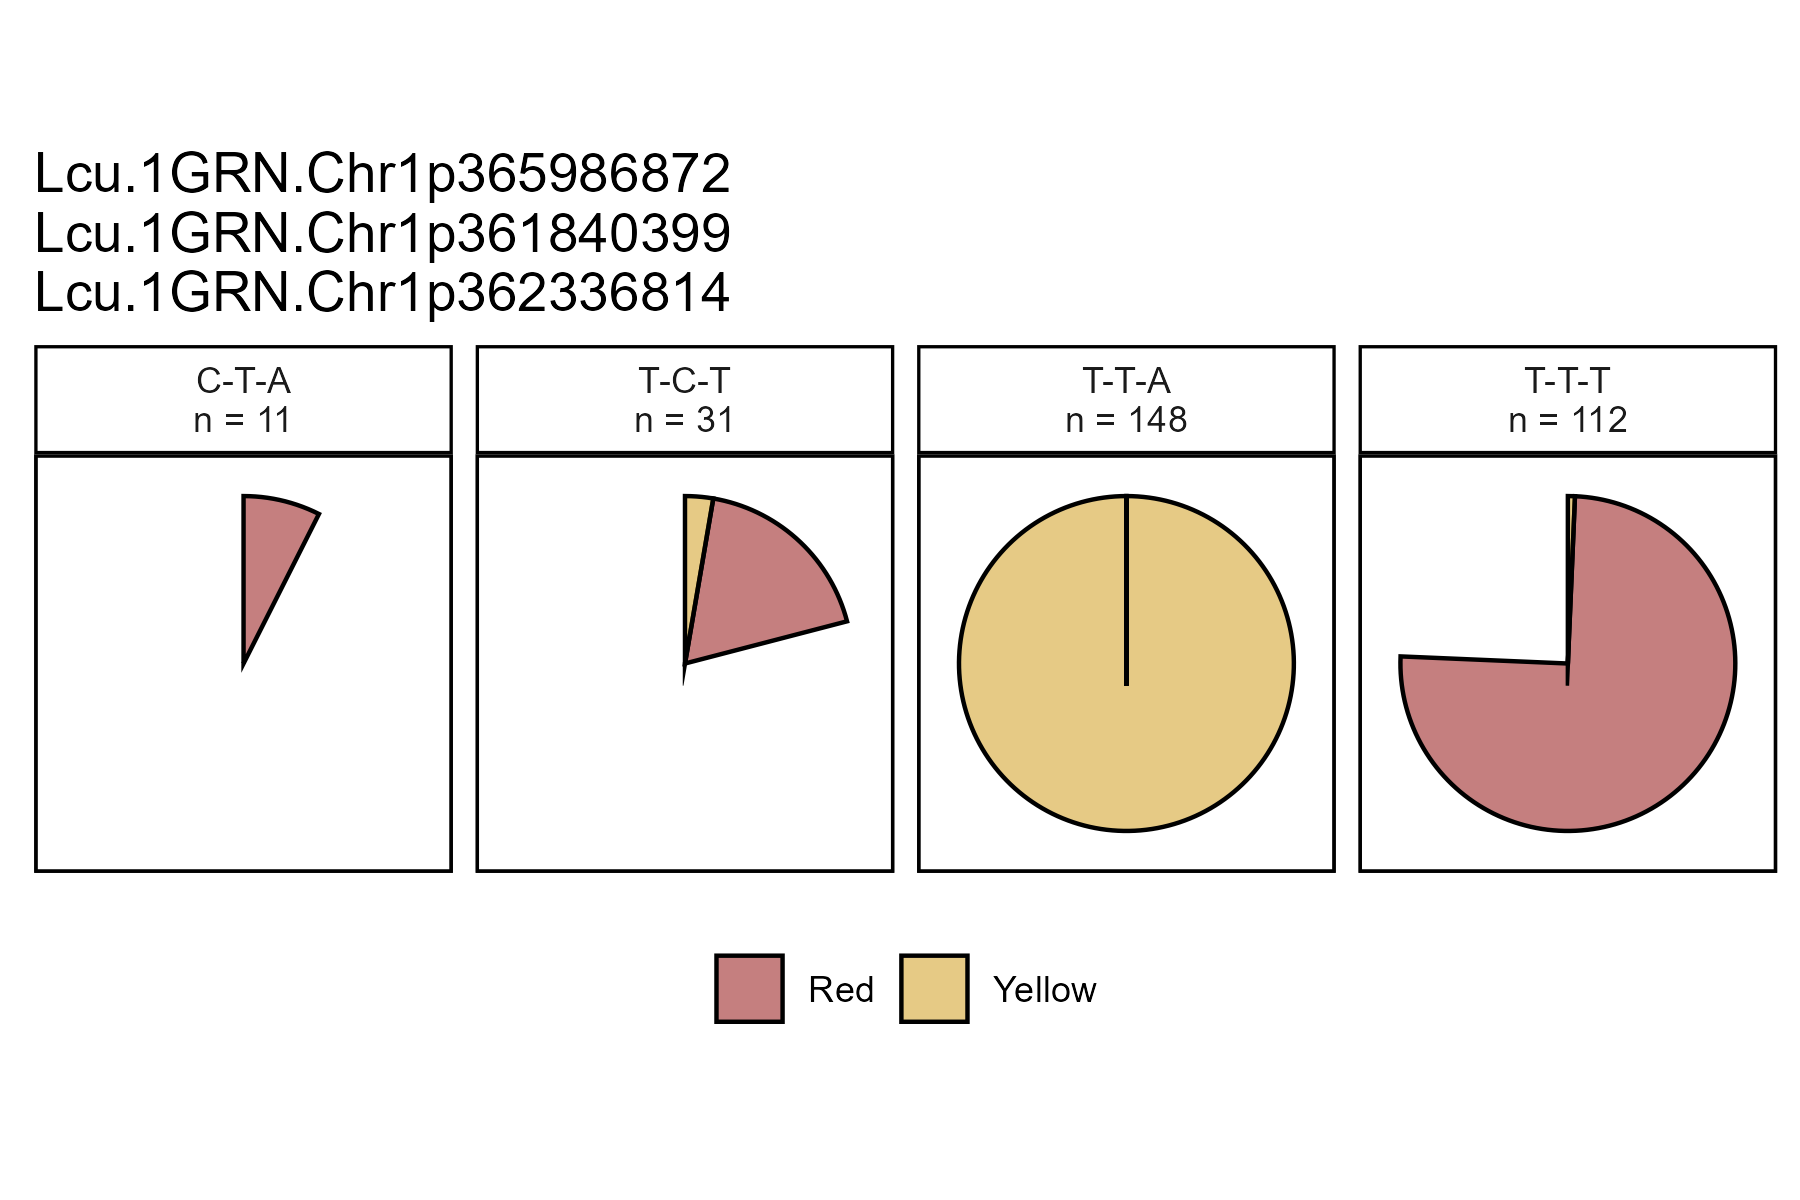 Lcu.1GRN.Chr1p365986872
Lcu.1GRN.Chr1p361840399
Lcu.1GRN.Chr1p362336814
C-T-A
n = 11
T-C-T
n = 31
T-T-A
n = 148
T-T-T
n = 112
Red
Yellow